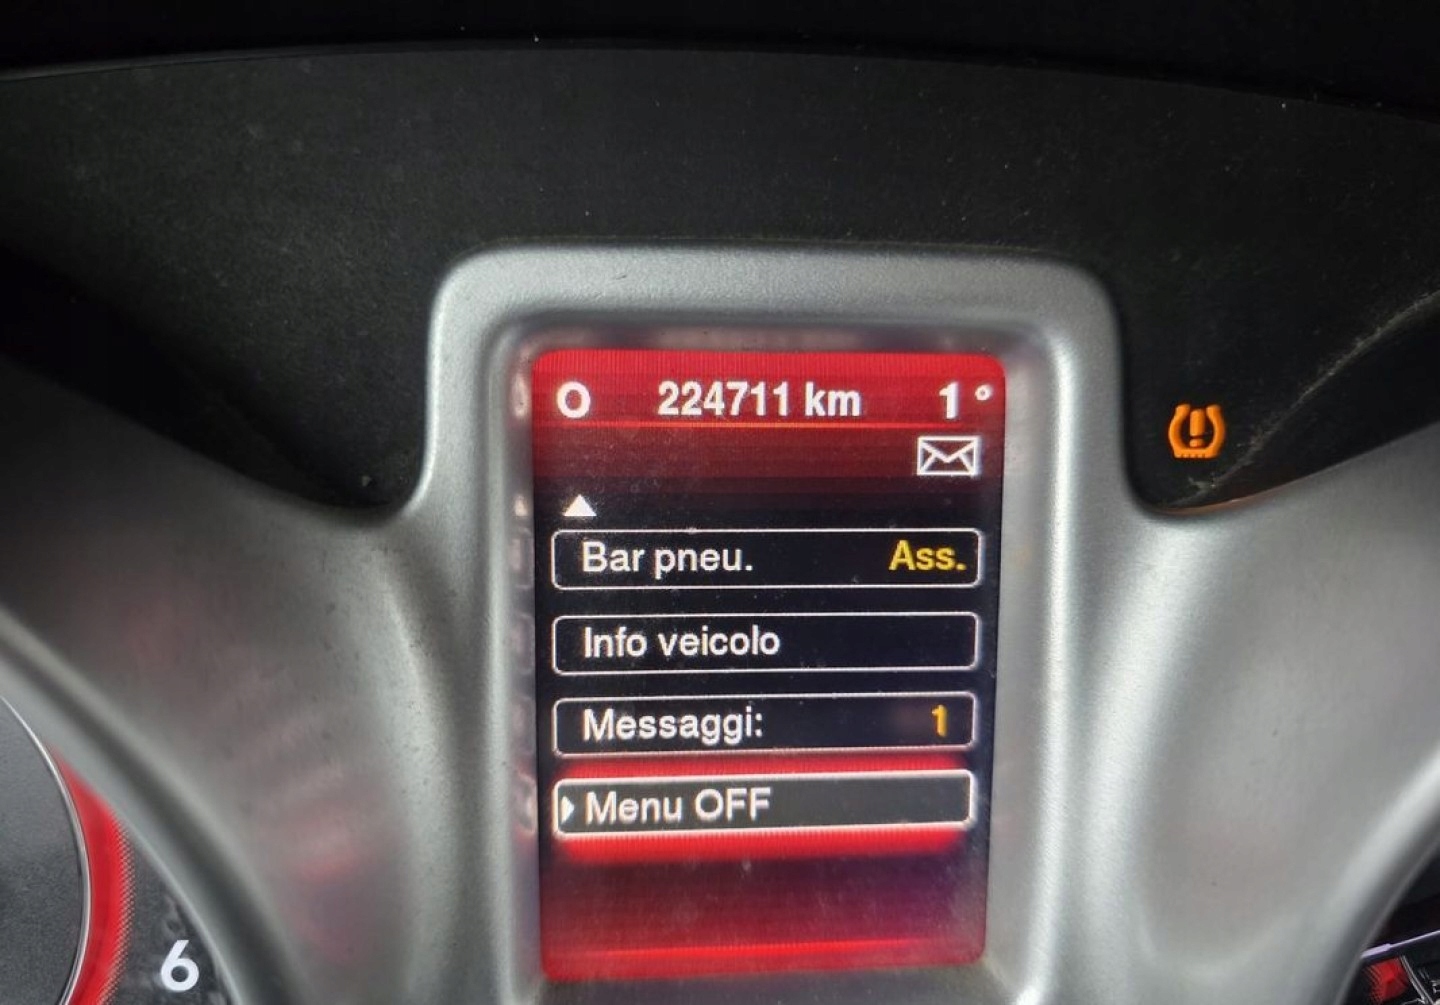 O 224711 km 1°
Bar pneu. Ass.
Info veicolo
Messaggi: 1
Menu OFF
6